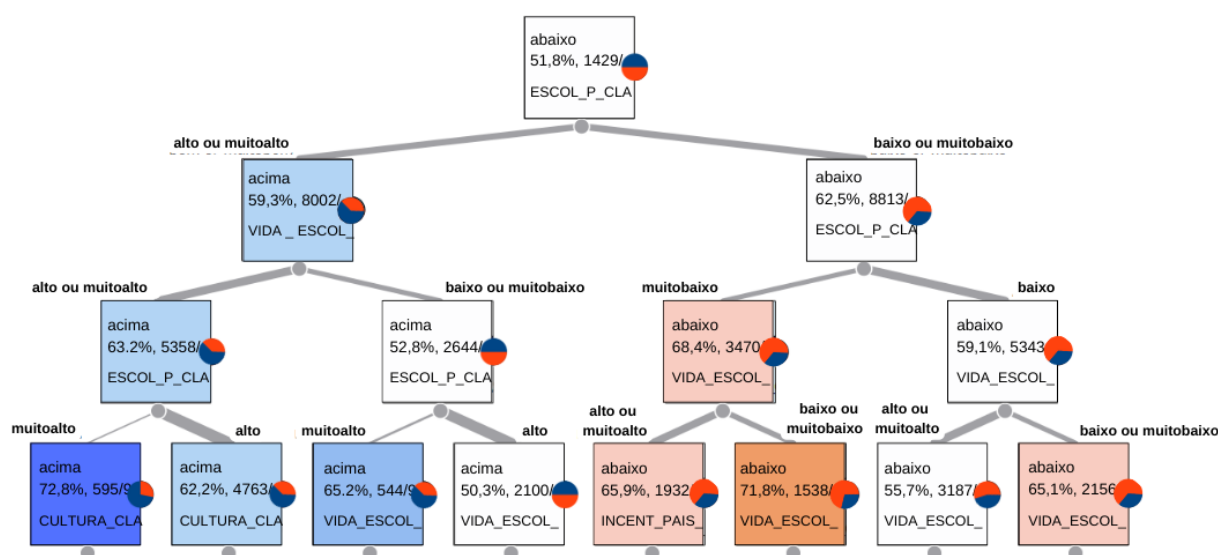 abaixo
51,8%, 1429/
ESCOL_P_CLA
alto ou muitoalto
baixo ou muitobaixo
acima
59,3%, 8002/
VIDA _ ESCOL_
abaixo
62,5%, 8813/
ESCOL_P_CLA
alto ou muitoalto
baixo ou muitobaixo
muitobaixo
baixo
acima
63.2%, 5358/
ESCOL_P_CLA
acima
52,8%, 2644/
ESCOL_P_CLA
abaixo
68,4%, 3470/
VIDA_ESCOL_
abaixo
59,1%, 5343/
VIDA_ESCOL_
muitoalto
alto
muitoalto
alto
alto ou
muitoalto
baixo ou
muitobaixo
alto ou
muitoalto
baixo ou muitobaixo
acima
72,8%, 595/9
CULTURA_CLA
acima
62,2%, 4763/
CULTURA_CLA
acima
65.2%, 544/9
VIDA_ESCOL_
acima
50,3%, 2100/
VIDA_ESCOL_
abaixo
65,9%, 1932/
INCENT_PAIS_
abaixo
71,8%, 1538/
VIDA_ESCOL_
abaixo
55,7%, 3187/
VIDA_ESCOL_
abaixo
65,1%, 2156
VIDA_ESCOL_